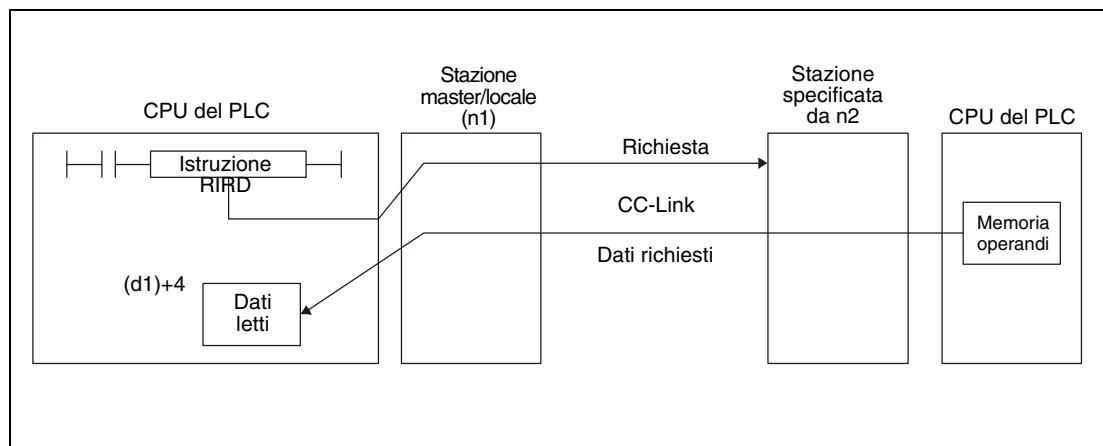 CPU del PLC
Stazione
master/locale
(n1)
Stazione
specificata
da n2
CPU del PLC
Istruzione
RIRD
Richiesta
CC-Link
Dati richiesti
Memoria
operandi
(d1)+4
Dati
letti